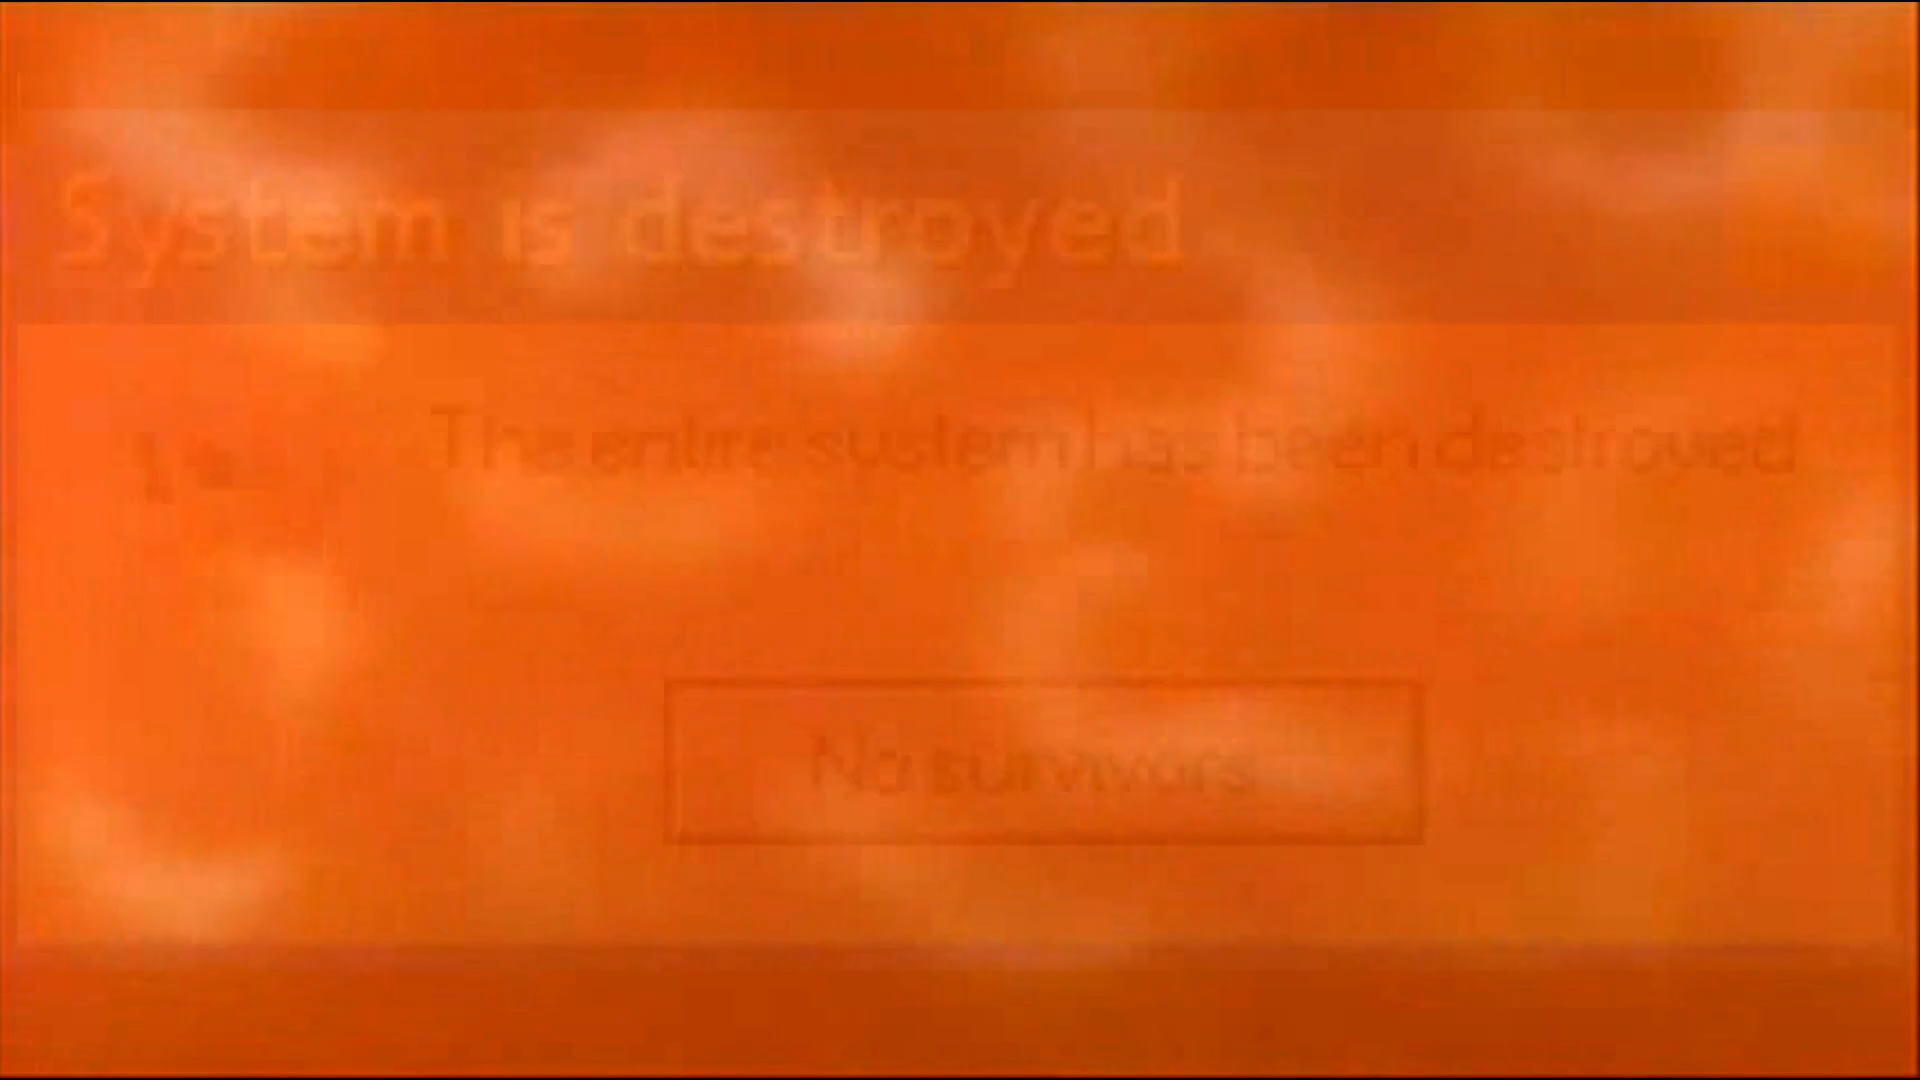 System is destroyed
The entire system has been destroyed
No survivors